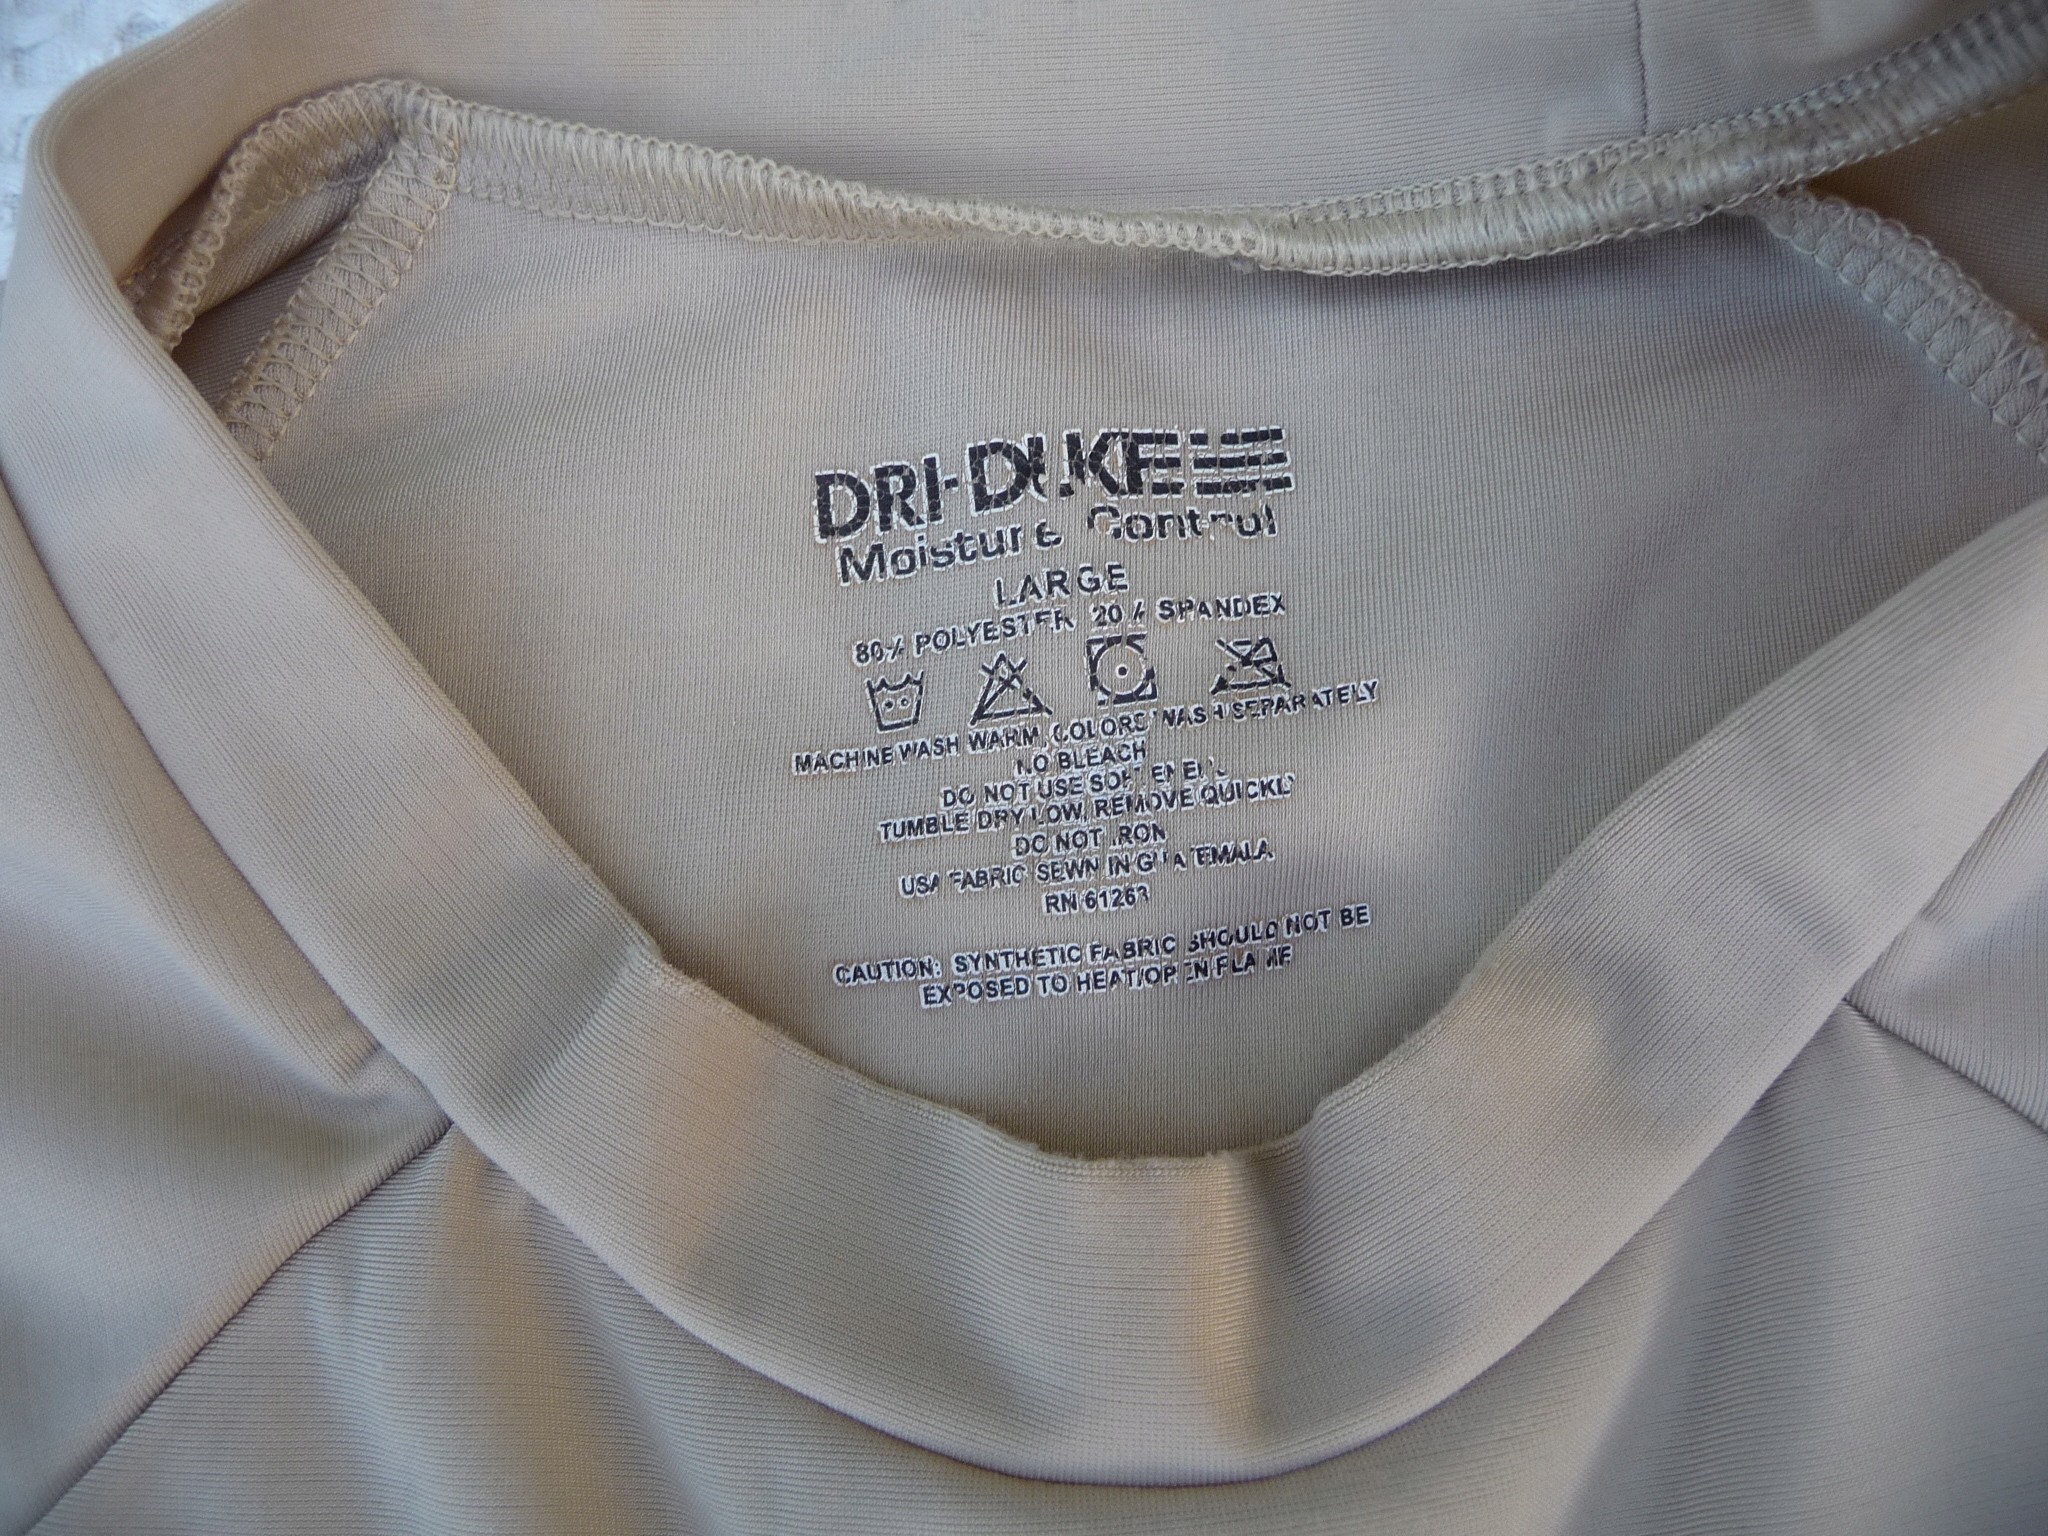 DRI-DUKE
Moisture Control
LARGE
80% POLYESTER 20% SPANDEX
MACHINE WASH WARM, COLORS WASH SEPARATELY
NO BLEACH
DO NOT USE SOFTENER
TUMBLE DRY LOW, REMOVE QUICKLY
DO NOT IRON
USA FABRIC SEWN IN GUATEMALA
RN 61263
CAUTION: SYNTHETIC FABRIC SHOULD NOT BE
EXPOSED TO HEAT/OPEN FLAME